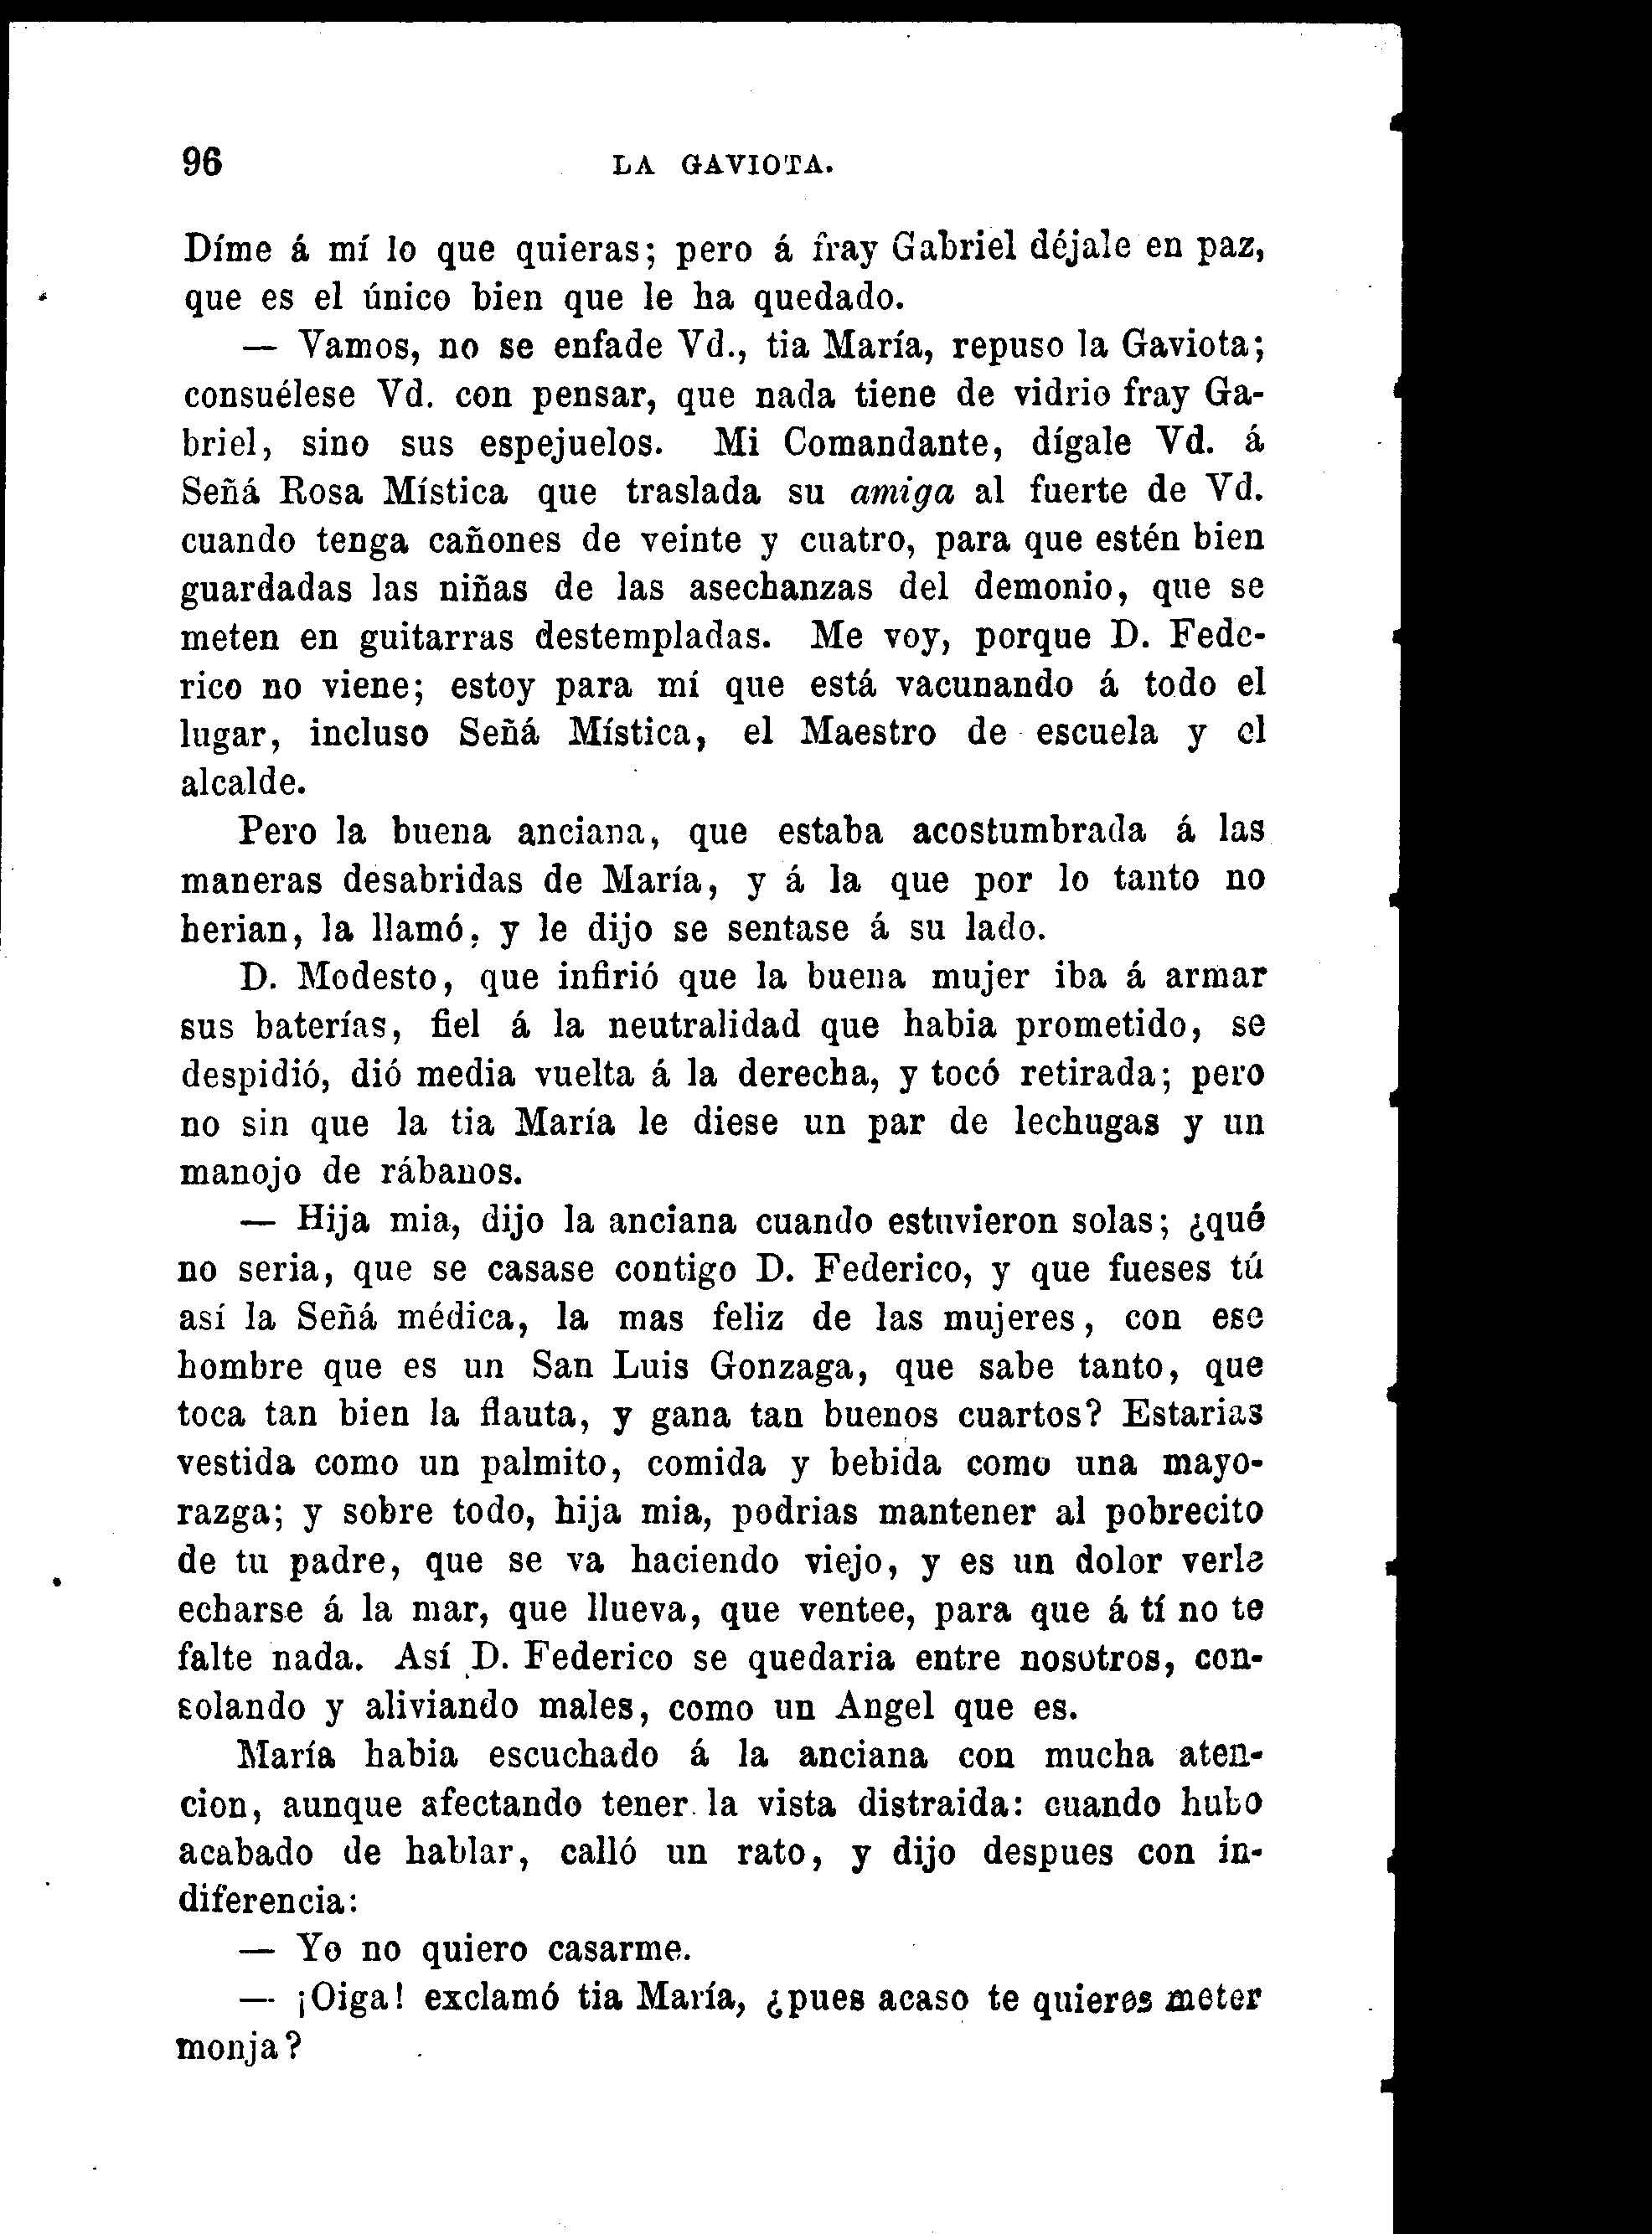 96 LA GAVIOTA.
Díme á mí lo que quieras; pero á fray Gabriel déjale en paz,
que es el único bien que le ha quedado.
— Vamos, no se enfade Vd., tia María, repuso la Gaviota;
consuélese Vd. con pensar, que nada tiene de vidrio fray Ga-
briel, sino sus espejuelos. Mi Comandante, dígale Vd. á
Señá Rosa Mística que traslada su amiga al fuerte de Vd.
cuando tenga cañones de veinte y cuatro, para que estén bien
guardadas las niñas de las asechanzas del demonio, que se
meten en guitarras destempladas. Me voy, porque D. Fede-
rico no viene; estoy para mí que está vacunando á todo el
lugar, incluso Señá Mística, el Maestro de escuela y el
alcalde.
Pero la buena anciana, que estaba acostumbrada á las
maneras desabridas de María, y á la que por lo tanto no
herian, la llamó, y le dijo se sentase á su lado.
D. Modesto, que infirió que la buena mujer iba á armar
sus baterías, fiel á la neutralidad que habia prometido, se
despidió, dió media vuelta á la derecha, y tocó retirada; pero
no sin que la tia María le diese un par de lechugas y un
manojo de rábanos.
— Hija mia, dijo la anciana cuando estuvieron solas; ¿qué
no seria, que se casase contigo D. Federico, y que fueses tú
así la Señá médica, la mas feliz de las mujeres, con ese
hombre que es un San Luis Gonzaga, que sabe tanto, que
toca tan bien la flauta, y gana tan buenos cuartos? Estarias
vestida como un palmito, comida y bebida como una mayo-
razga; y sobre todo, hija mia, podrias mantener al pobrecito
de tu padre, que se va haciendo viejo, y es un dolor verle
echarse á la mar, que llueva, que ventee, para que á tí no te
falte nada. Así D. Federico se quedaria entre nosotros, con-
solando y aliviando males, como un Angel que es.
María habia escuchado á la anciana con mucha aten-
cion, aunque afectando tener la vista distraida: cuando hubo
acabado de hablar, calló un rato, y dijo despues con in-
diferencia:
— Yo no quiero casarme.
— ¡Oiga! exclamó tia María, ¿pues acaso te quieres meter
monja?